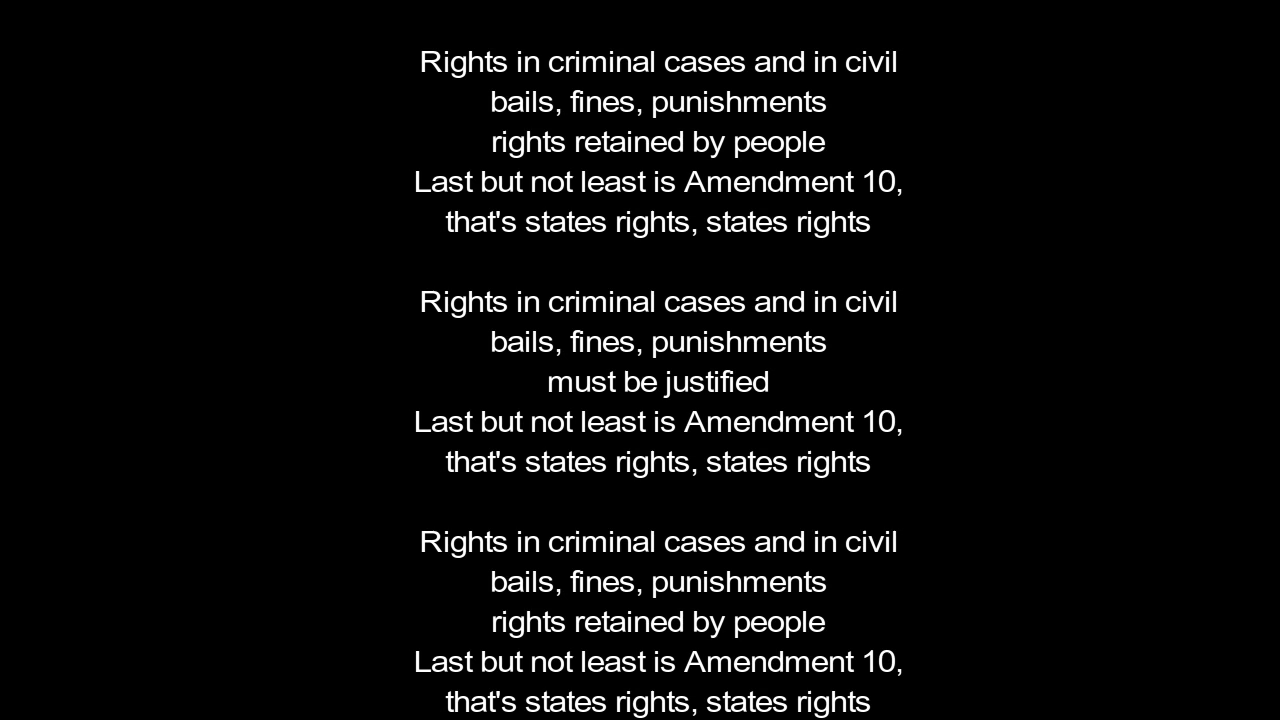 Rights in criminal cases and in civil
bails, fines, punishments
rights retained by people
Last but not least is Amendment 10,
that's states rights, states rights
Rights in criminal cases and in civil
bails, fines, punishments
must be justified
Last but not least is Amendment 10,
that's states rights, states rights
Rights in criminal cases and in civil
bails, fines, punishments
rights retained by people
Last but not least is Amendment 10,
that's states rights, states rights